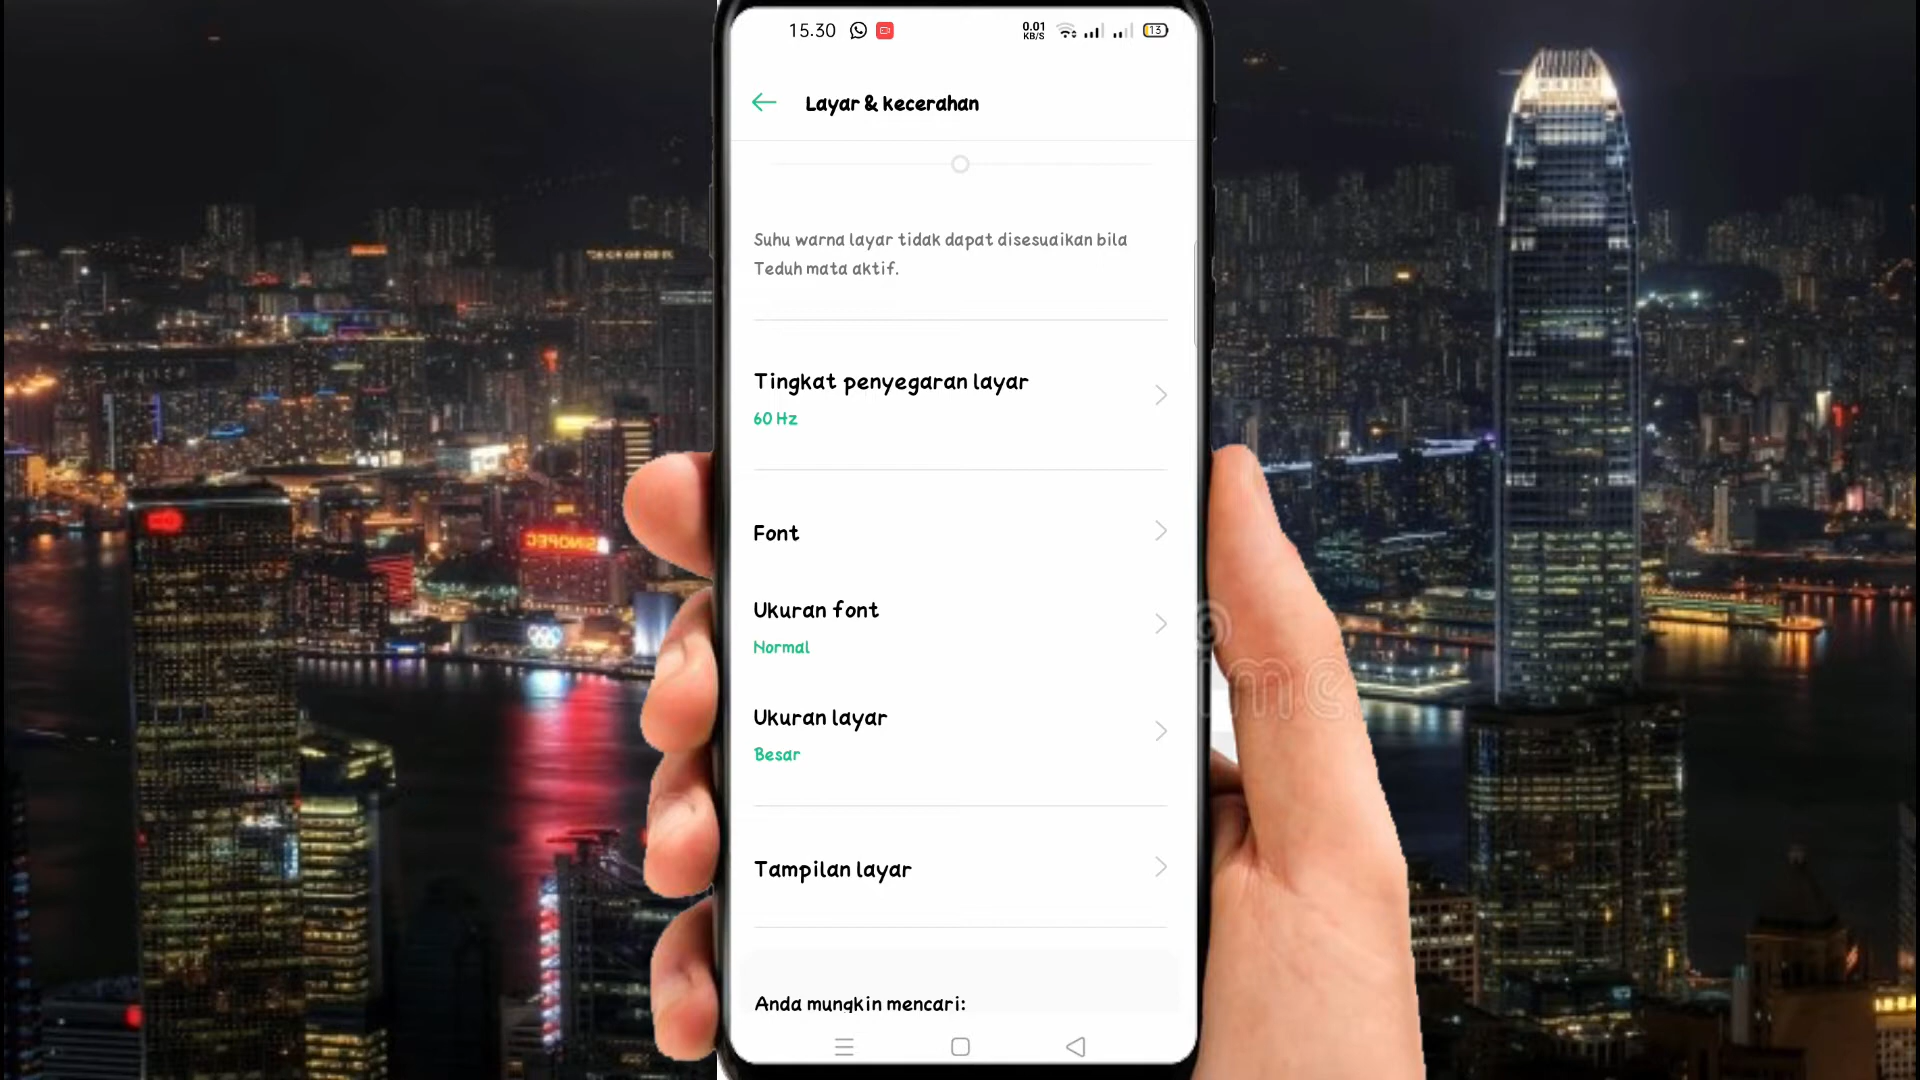 15.30
0.01
KB/S
13
Layar & kecerahan
Suhu warna layar tidak dapat disesuaikan bila
Teduh mata aktif.
Tingkat penyegaran layar
60 Hz
Font
SINOPEC
Ukuran font
Normal
Ukuran layar
Besar
Tampilan layar
Anda mungkin mencari: